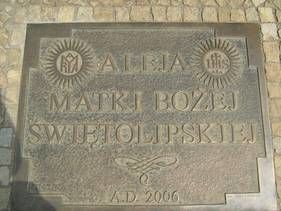 ALEJA
MATKI BOŻEJ
ŚWIĘTOLIPSKIEJ
A.D. 2006